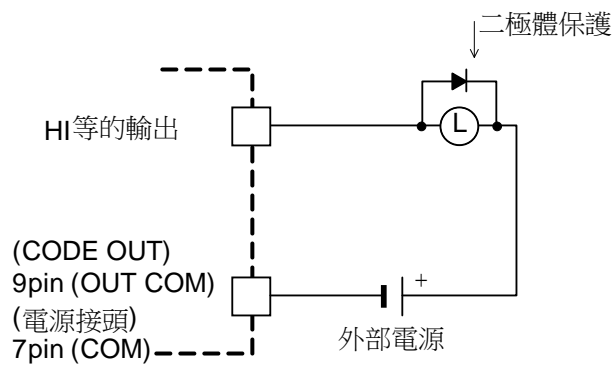 二極體保護
HI等的輸出
L
(CODE OUT)
9pin (OUT COM)
(電源接頭)
7pin (COM)
+
外部電源